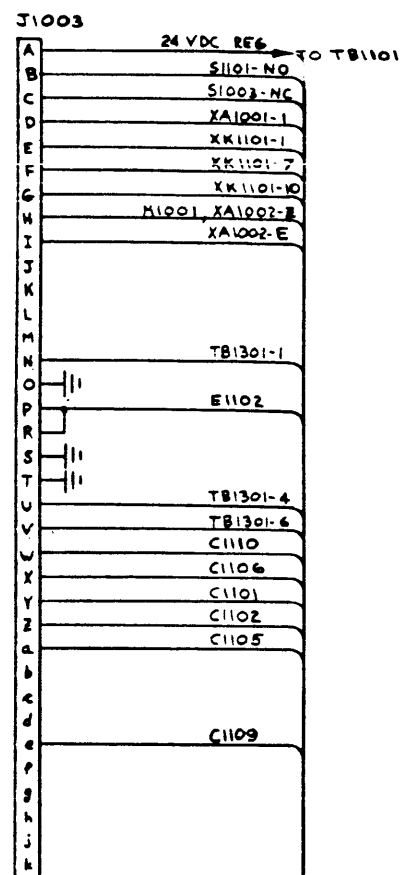 J1003
A 24 VDC REG TO TB1101
B S1101-NO
C S1003-NC
D XA1001-1
E XK1101-1
F XK1101-7
G XK1101-10
H M1001,
I XA1002-E
J
K
L
M
N TB1301-1
O
P E1102
R
S
T
U TB1301-4
V TB1301-6
W C1110
X C1106
Y C1101
Z C1102
a C1105
b
c
d
e C1109
f
g
h
j
k